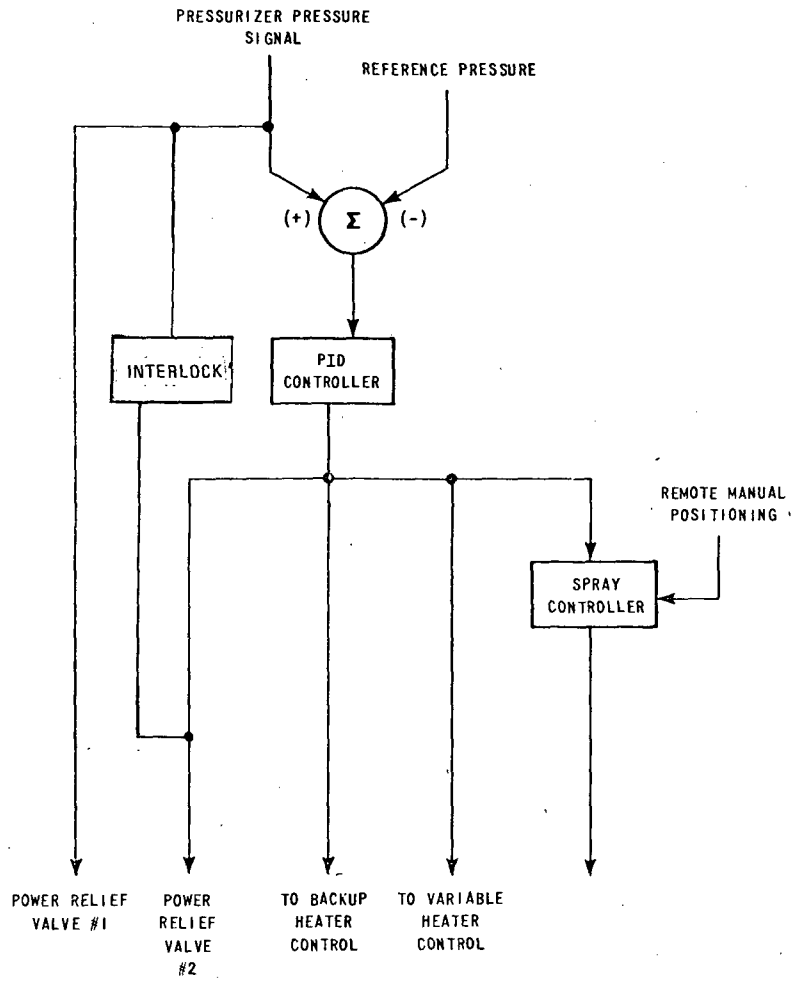 PRESSURIZER PRESSURE
SIGNAL
REFERENCE PRESSURE
(+)
Σ
(-)
INTERLOCK
PID
CONTROLLER
REMOTE MANUAL
POSITIONING
SPRAY
CONTROLLER
POWER RELIEF
VALVE #1
POWER
RELIEF
VALVE
#2
TO BACKUP
HEATER
CONTROL
TO VARIABLE
HEATER
CONTROL